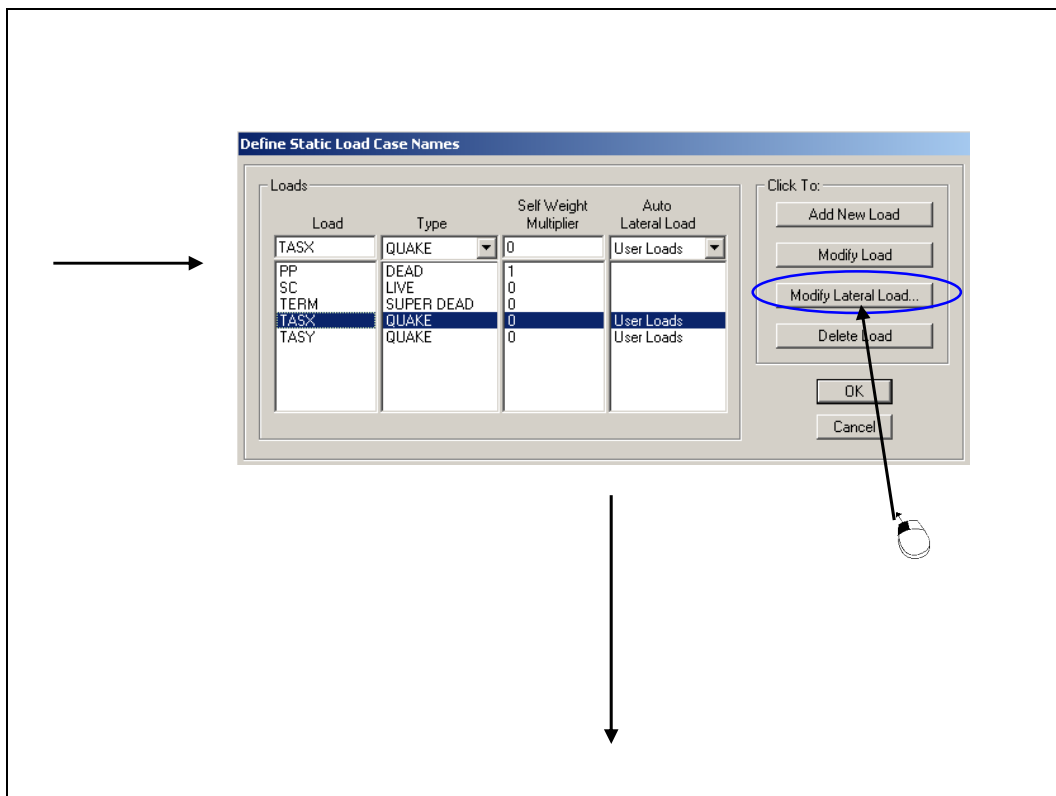 Define Static Load Case Names
Loads
Load Type Self Weight Multiplier Auto Lateral Load
TASX QUAKE 0 User Loads
PP DEAD 1
SC LIVE 0
TERM SUPER DEAD 0
TASX QUAKE 0 User Loads
TASY QUAKE 0 User Loads
Click To:
Add New Load
Modify Load
Modify Lateral Load...
Delete Load
OK
Cancel